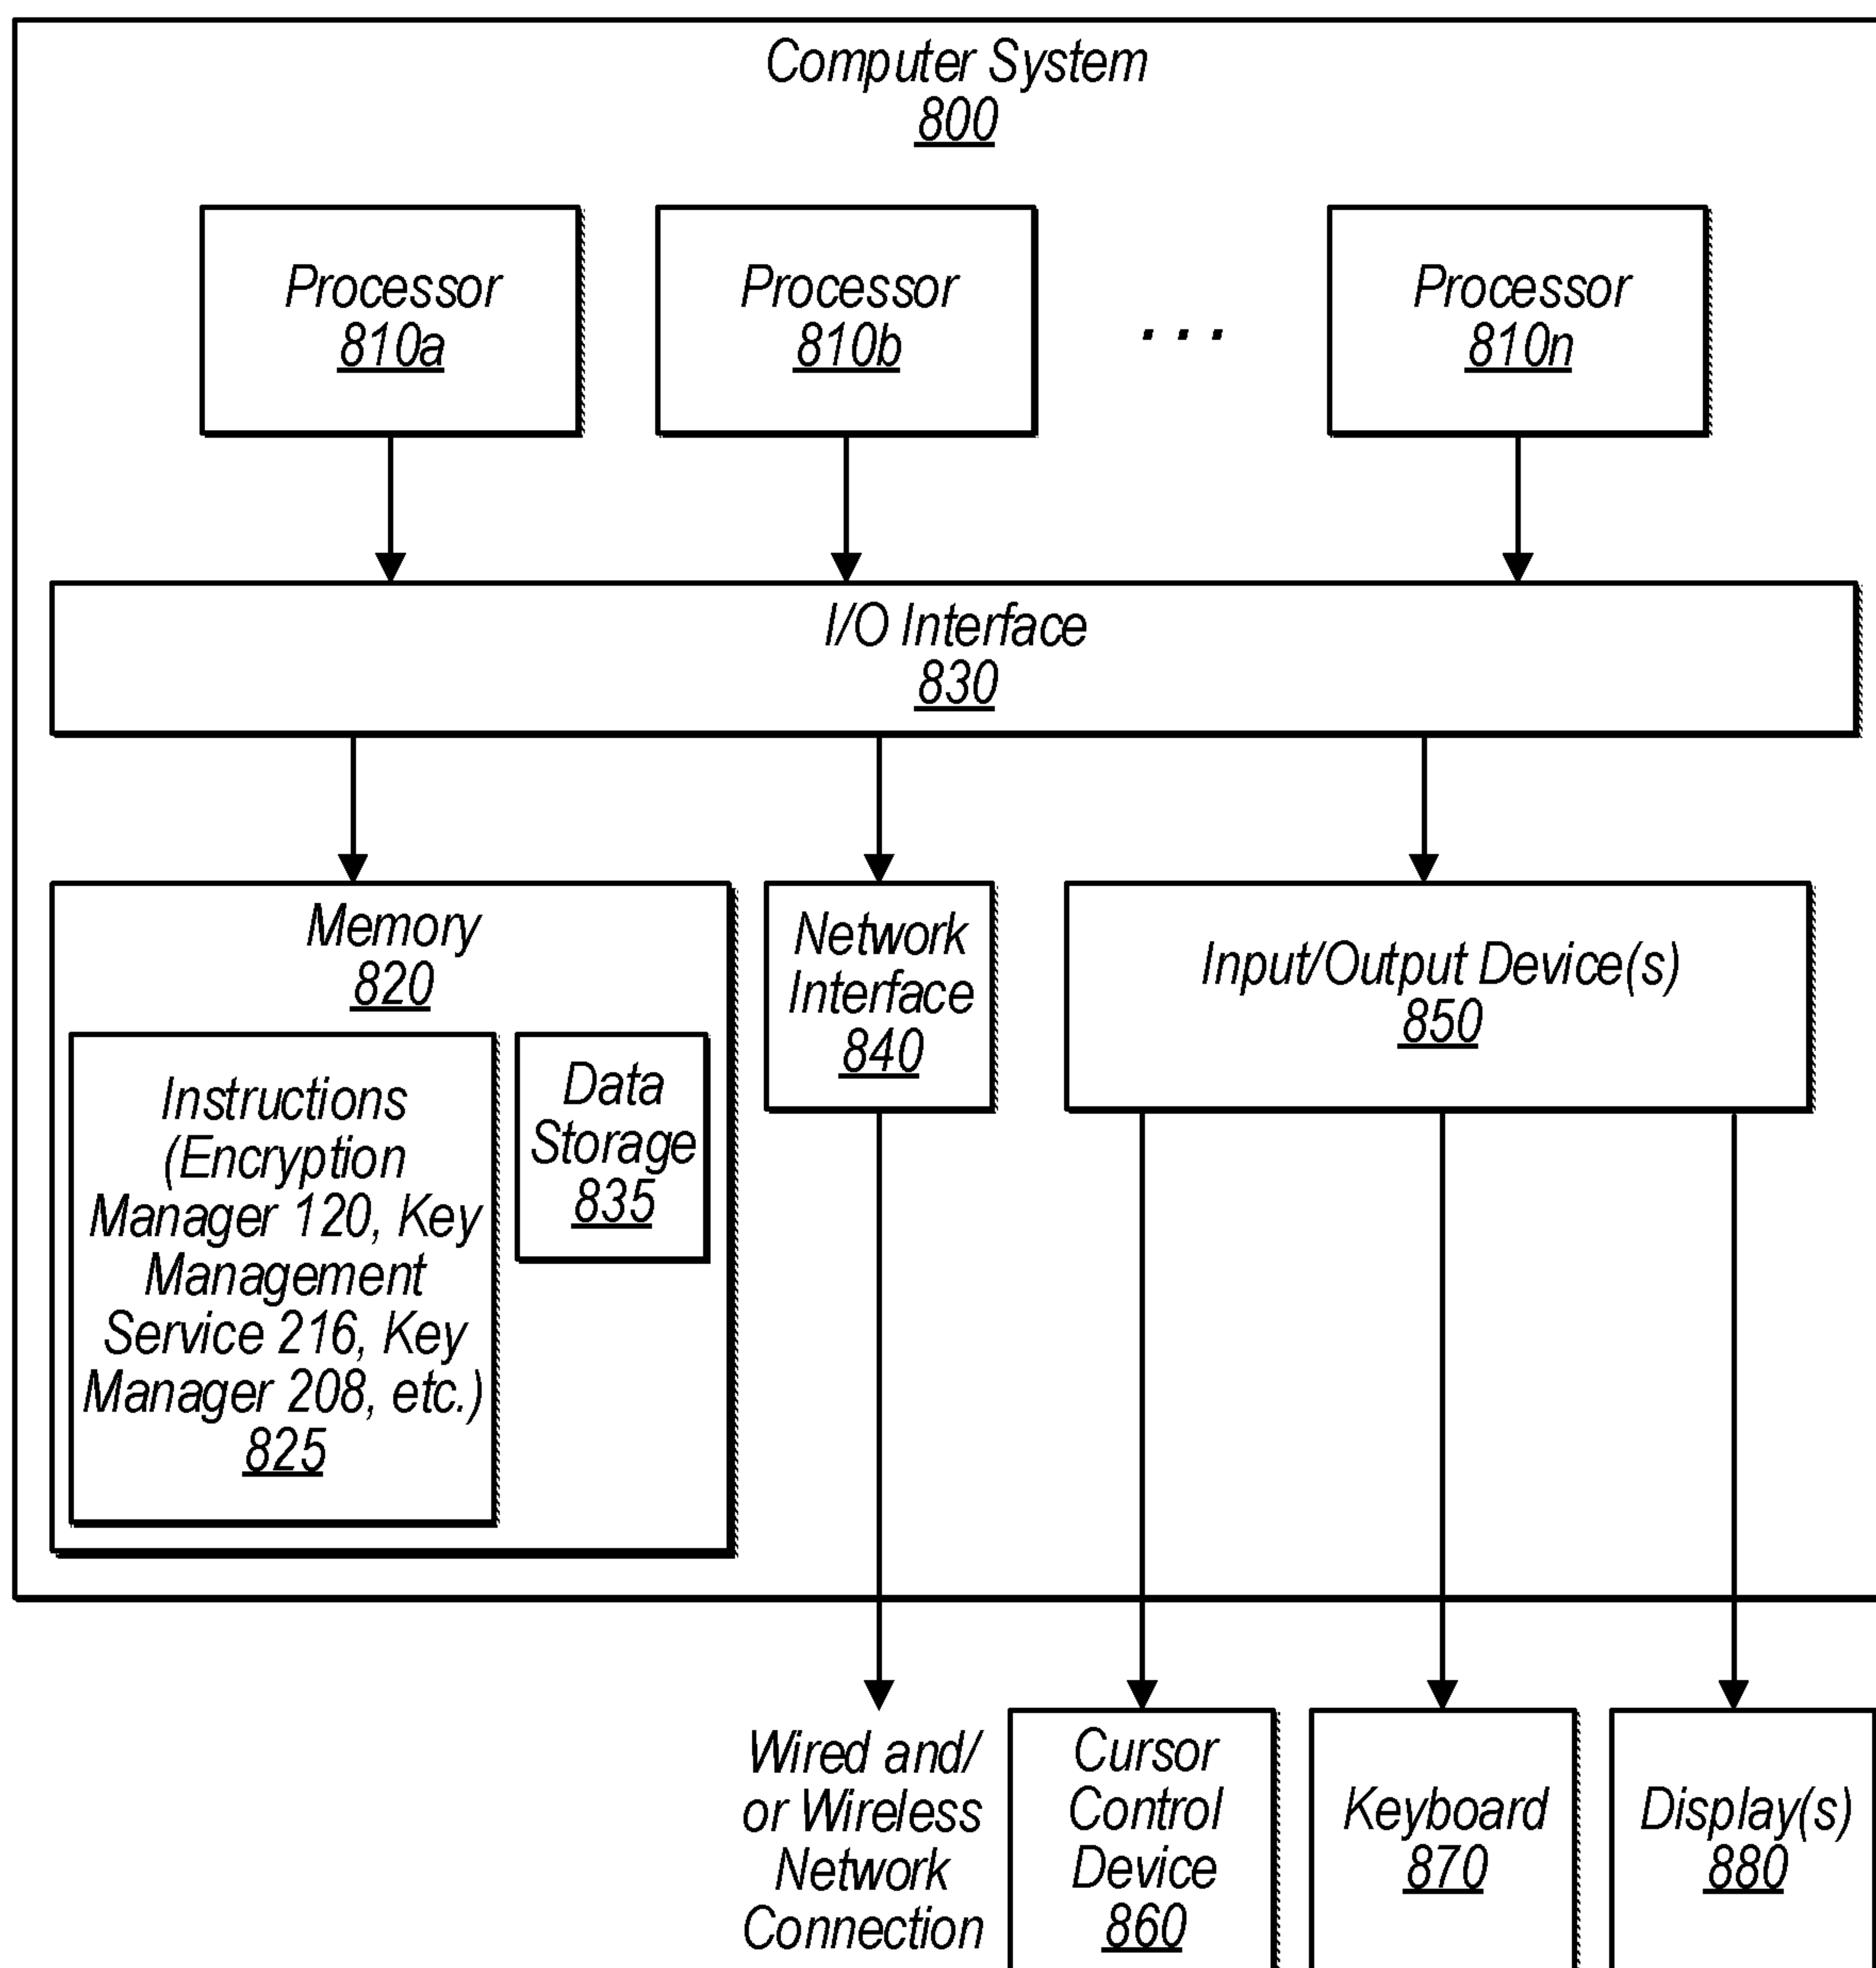 Computer System
800
Processor
810a
Processor
810b
. . .
Processor
810n
I/O Interface
830
Memory
820
Instructions
(Encryption
Manager 120, Key
Management
Service 216, Key
Manager 208, etc.)
825
Data
Storage
835
Network
Interface
840
Input/Output Device(s)
850
Wired and/
or Wireless
Network
Connection
Cursor
Control
Device
860
Keyboard
870
Display(s)
880